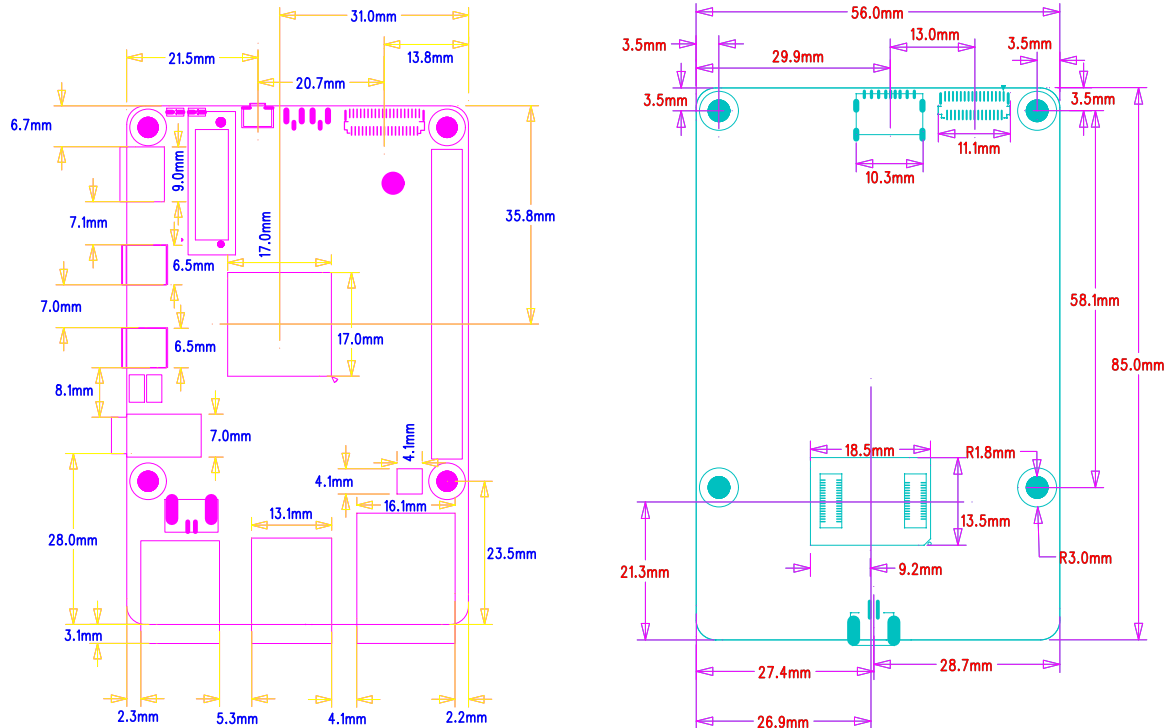 31.0mm
21.5mm
13.8mm
20.7mm
6.7mm
9.0mm
7.1mm
35.8mm
17.0mm
6.5mm
7.0mm
17.0mm
6.5mm
8.1mm
7.0mm
4.1mm
4.1mm
16.1mm
13.1mm
28.0mm
23.5mm
3.1mm
2.3mm
5.3mm
4.1mm
2.2mm
56.0mm
13.0mm
3.5mm
3.5mm
29.9mm
3.5mm
3.5mm
11.1mm
10.3mm
58.1mm
85.0mm
18.5mm
R1.8mm
13.5mm
R3.0mm
9.2mm
21.3mm
27.4mm
28.7mm
26.9mm